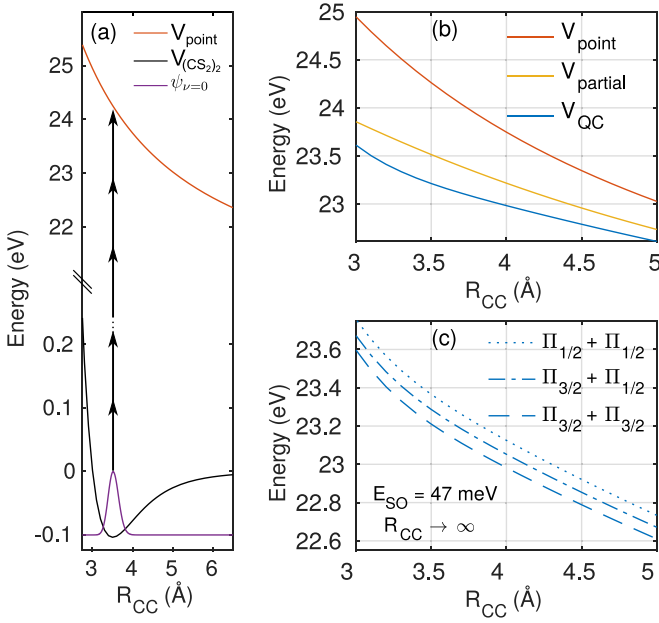 (a)
V_point
V_(CS₂)₂
ψ_ν=0
25
24
23
22
0.2
0.1
0
-0.1
3 4 5 6
Energy (eV)
R_CC (Å)
(b)
V_point
V_partial
V_QC
25
24.5
24
23.5
23
3 3.5 4 4.5 5
Energy (eV)
R_CC (Å)
(c)
Π_1/2 + Π_1/2
Π_3/2 + Π_1/2
Π_3/2 + Π_3/2
E_SO = 47 meV
R_CC → ∞
23.6
23.4
23.2
23
22.8
22.6
3 3.5 4 4.5 5
Energy (eV)
R_CC (Å)